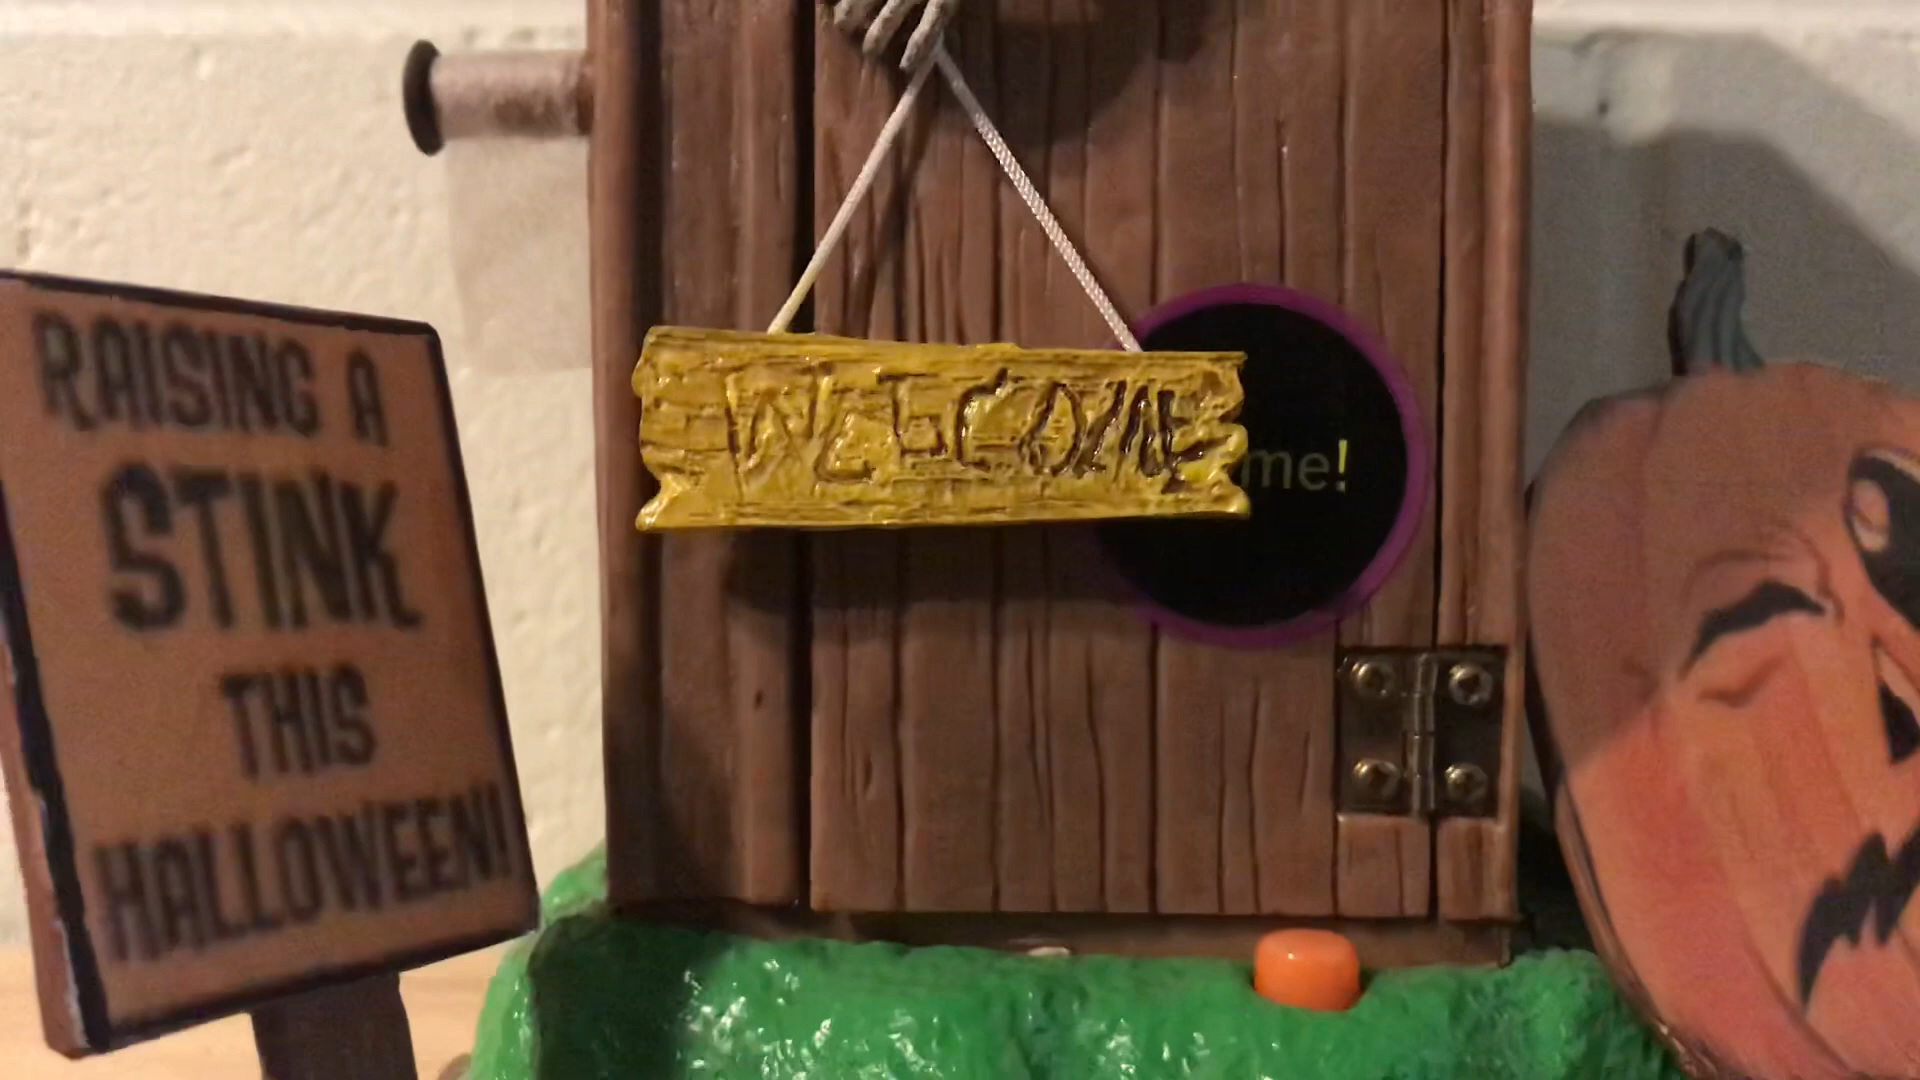 RAISING A
STINK
THIS
HALLOWEEN!
WELCOME
me!